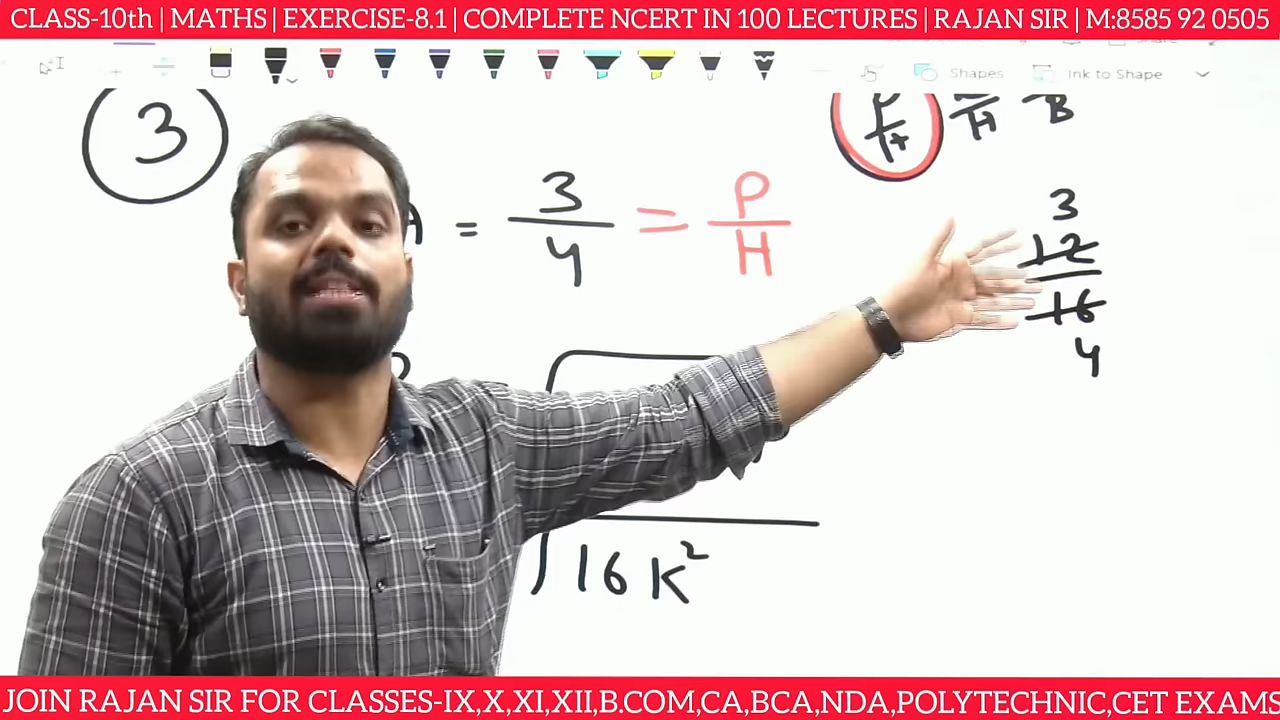 CLASS-10th | MATHS | EXERCISE-8.1 | COMPLETE NCERT IN 100 LECTURES | RAJAN SIR | M:8585 92 0505
Shapes
Ink to Shape
3
P/H
/H
/B
A = 3/4 = P/H
3
12/16
4
16 K²
JOIN RAJAN SIR FOR CLASSES-IX,X,XI,XII,B.COM,CA,BCA,NDA,POLYTECHNIC,CET EXAMS